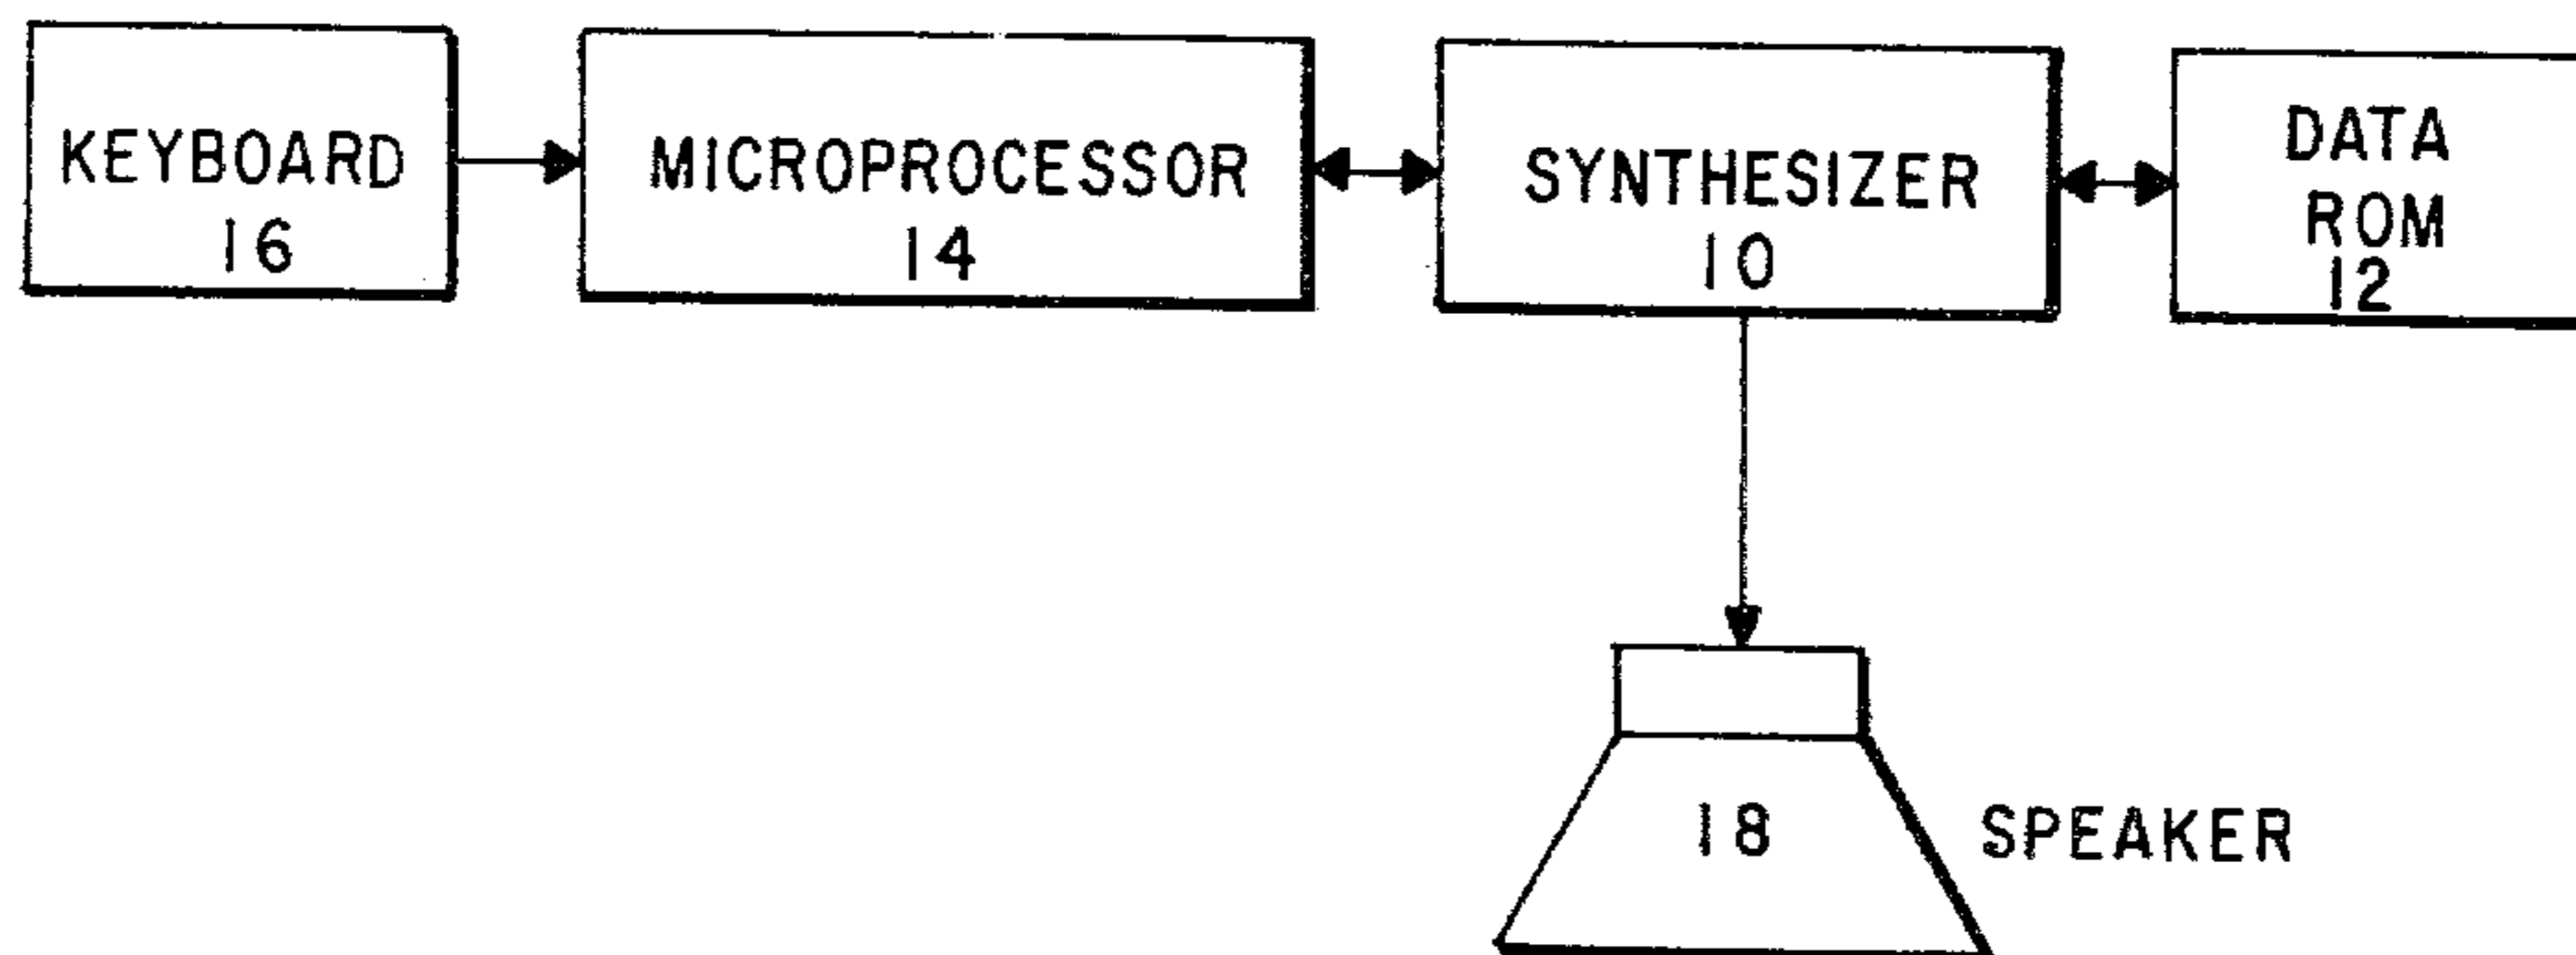 KEYBOARD
16
MICROPROCESSOR
14
SYNTHESIZER
10
DATA
ROM
12
18
SPEAKER